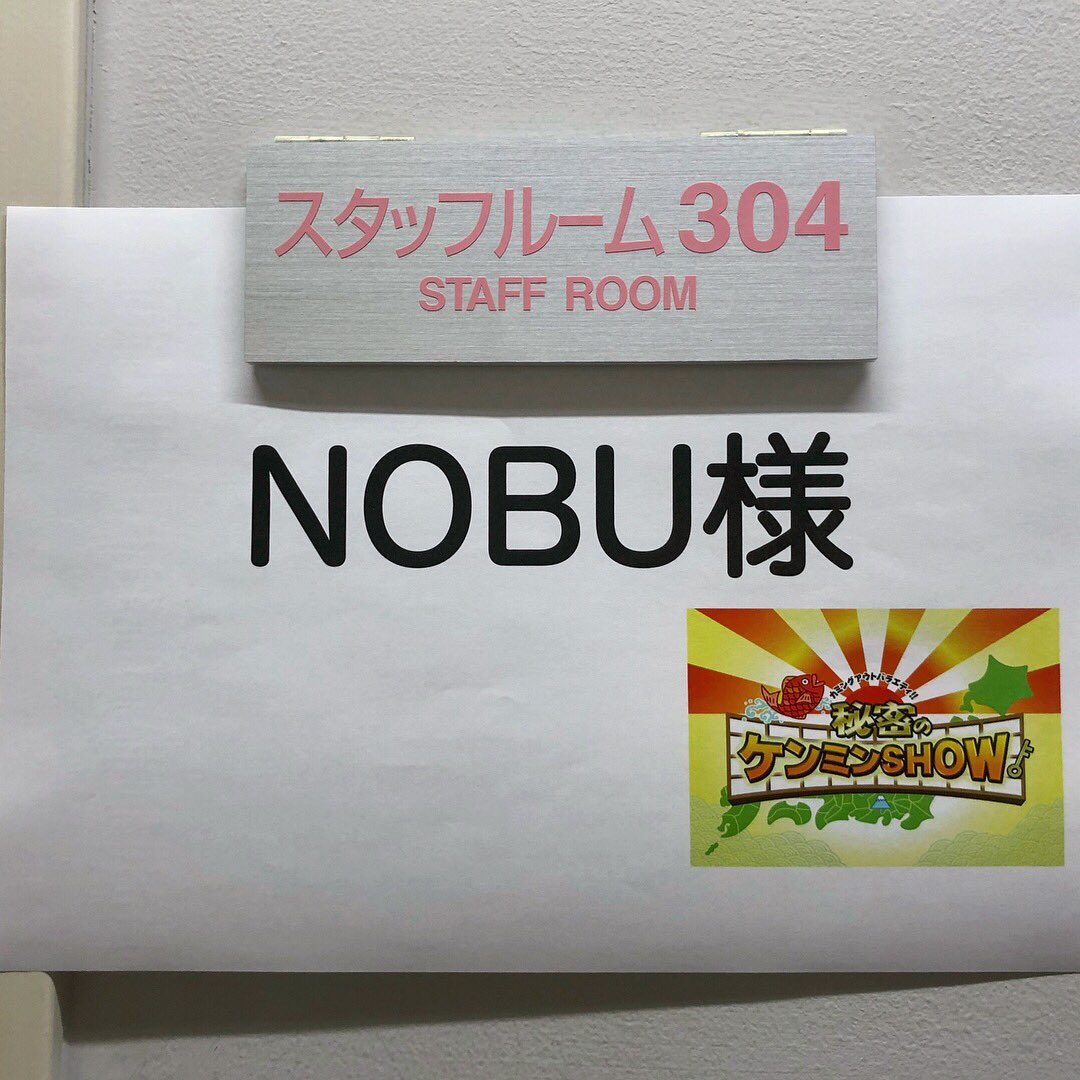 スタッフルーム304
STAFF ROOM
NOBU様
カミングアウトバラエティ!!
秘密の
ケンミンSHOW